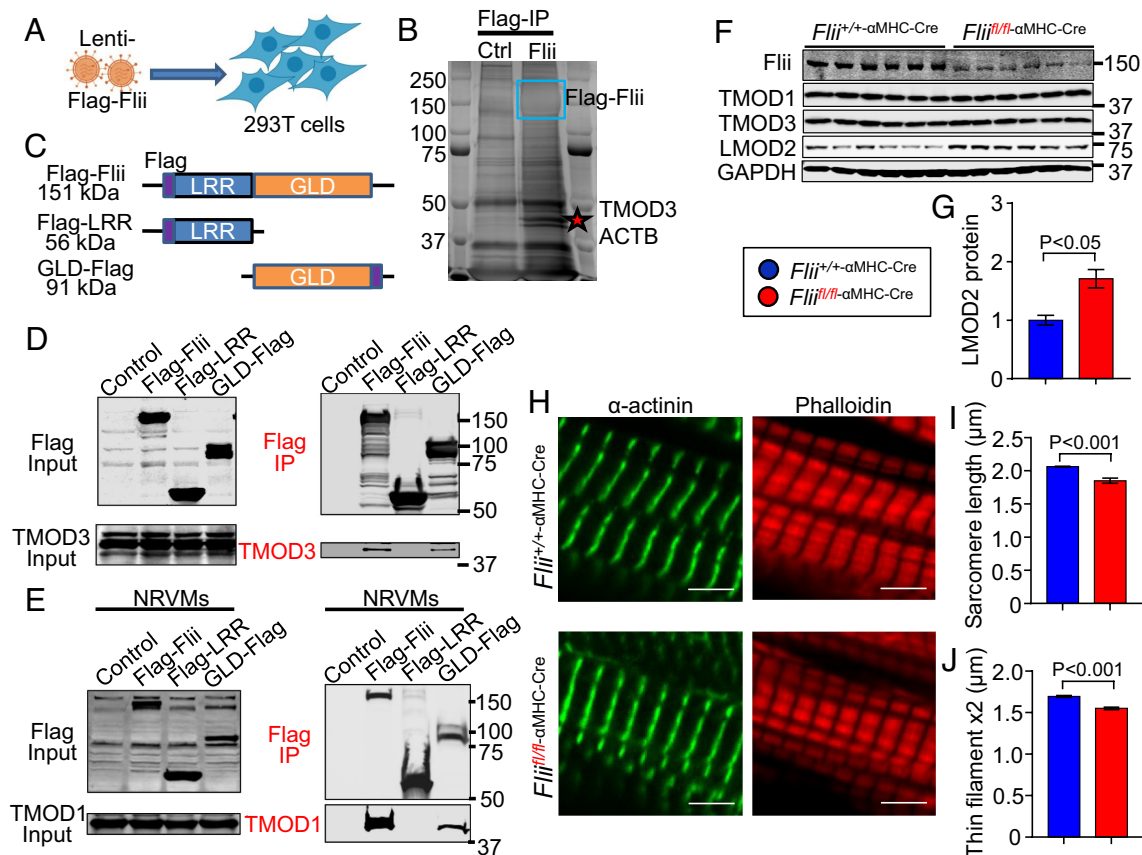 A
Lenti-
Flag-Flii
293T cells
B
Flag-IP
Ctrl Flii
250
150
100
75
50
37
Flag-Flii
TMOD3
ACTB
C
Flag
Flag-Flii
151 kDa
LRR GLD
Flag-LRR
56 kDa
LRR
GLD-Flag
91 kDa
GLD
D
Control Flag-Flii Flag-LRR GLD-Flag
Flag
Input
TMOD3
Input
Control Flag-Flii Flag-LRR GLD-Flag
Flag
IP
150
100
75
50
TMOD3
37
E
NRVMs
Control Flag-Flii Flag-LRR GLD-Flag
Flag
Input
TMOD1
Input
NRVMs
Control Flag-Flii Flag-LRR GLD-Flag
Flag
IP
150
100
75
50
TMOD1
37
F
Flii+/+-αMHC-Cre Fliifl/fl-αMHC-Cre
Flii 150
TMOD1 37
TMOD3 37
LMOD2 75
GAPDH 37
Flii+/+-αMHC-Cre
Fliifl/fl-αMHC-Cre
G
LMOD2 protein
3
2
1
0
P<0.05
H
α-actinin Phalloidin
Flii+/+-αMHC-Cre
Fliifl/fl-αMHC-Cre
I
Sarcomere length (μm)
2.5
2.0
1.5
1.0
0.5
0
P<0.001
J
Thin filament x2 (μm)
2.0
1.5
1.0
0.5
0
P<0.001